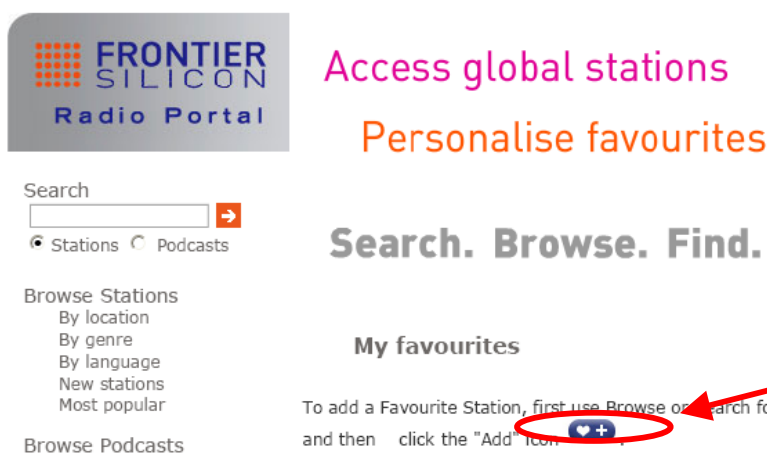 FRONTIER
SILICON
Radio Portal
Access global stations
Personalise favourites
Search
Stations Podcasts
Search. Browse. Find.
Browse Stations
By location
By genre
By language
New stations
Most popular
Browse Podcasts
My favourites
To add a Favourite Station, first use Browse or Search fo
and then click the "Add" icon .